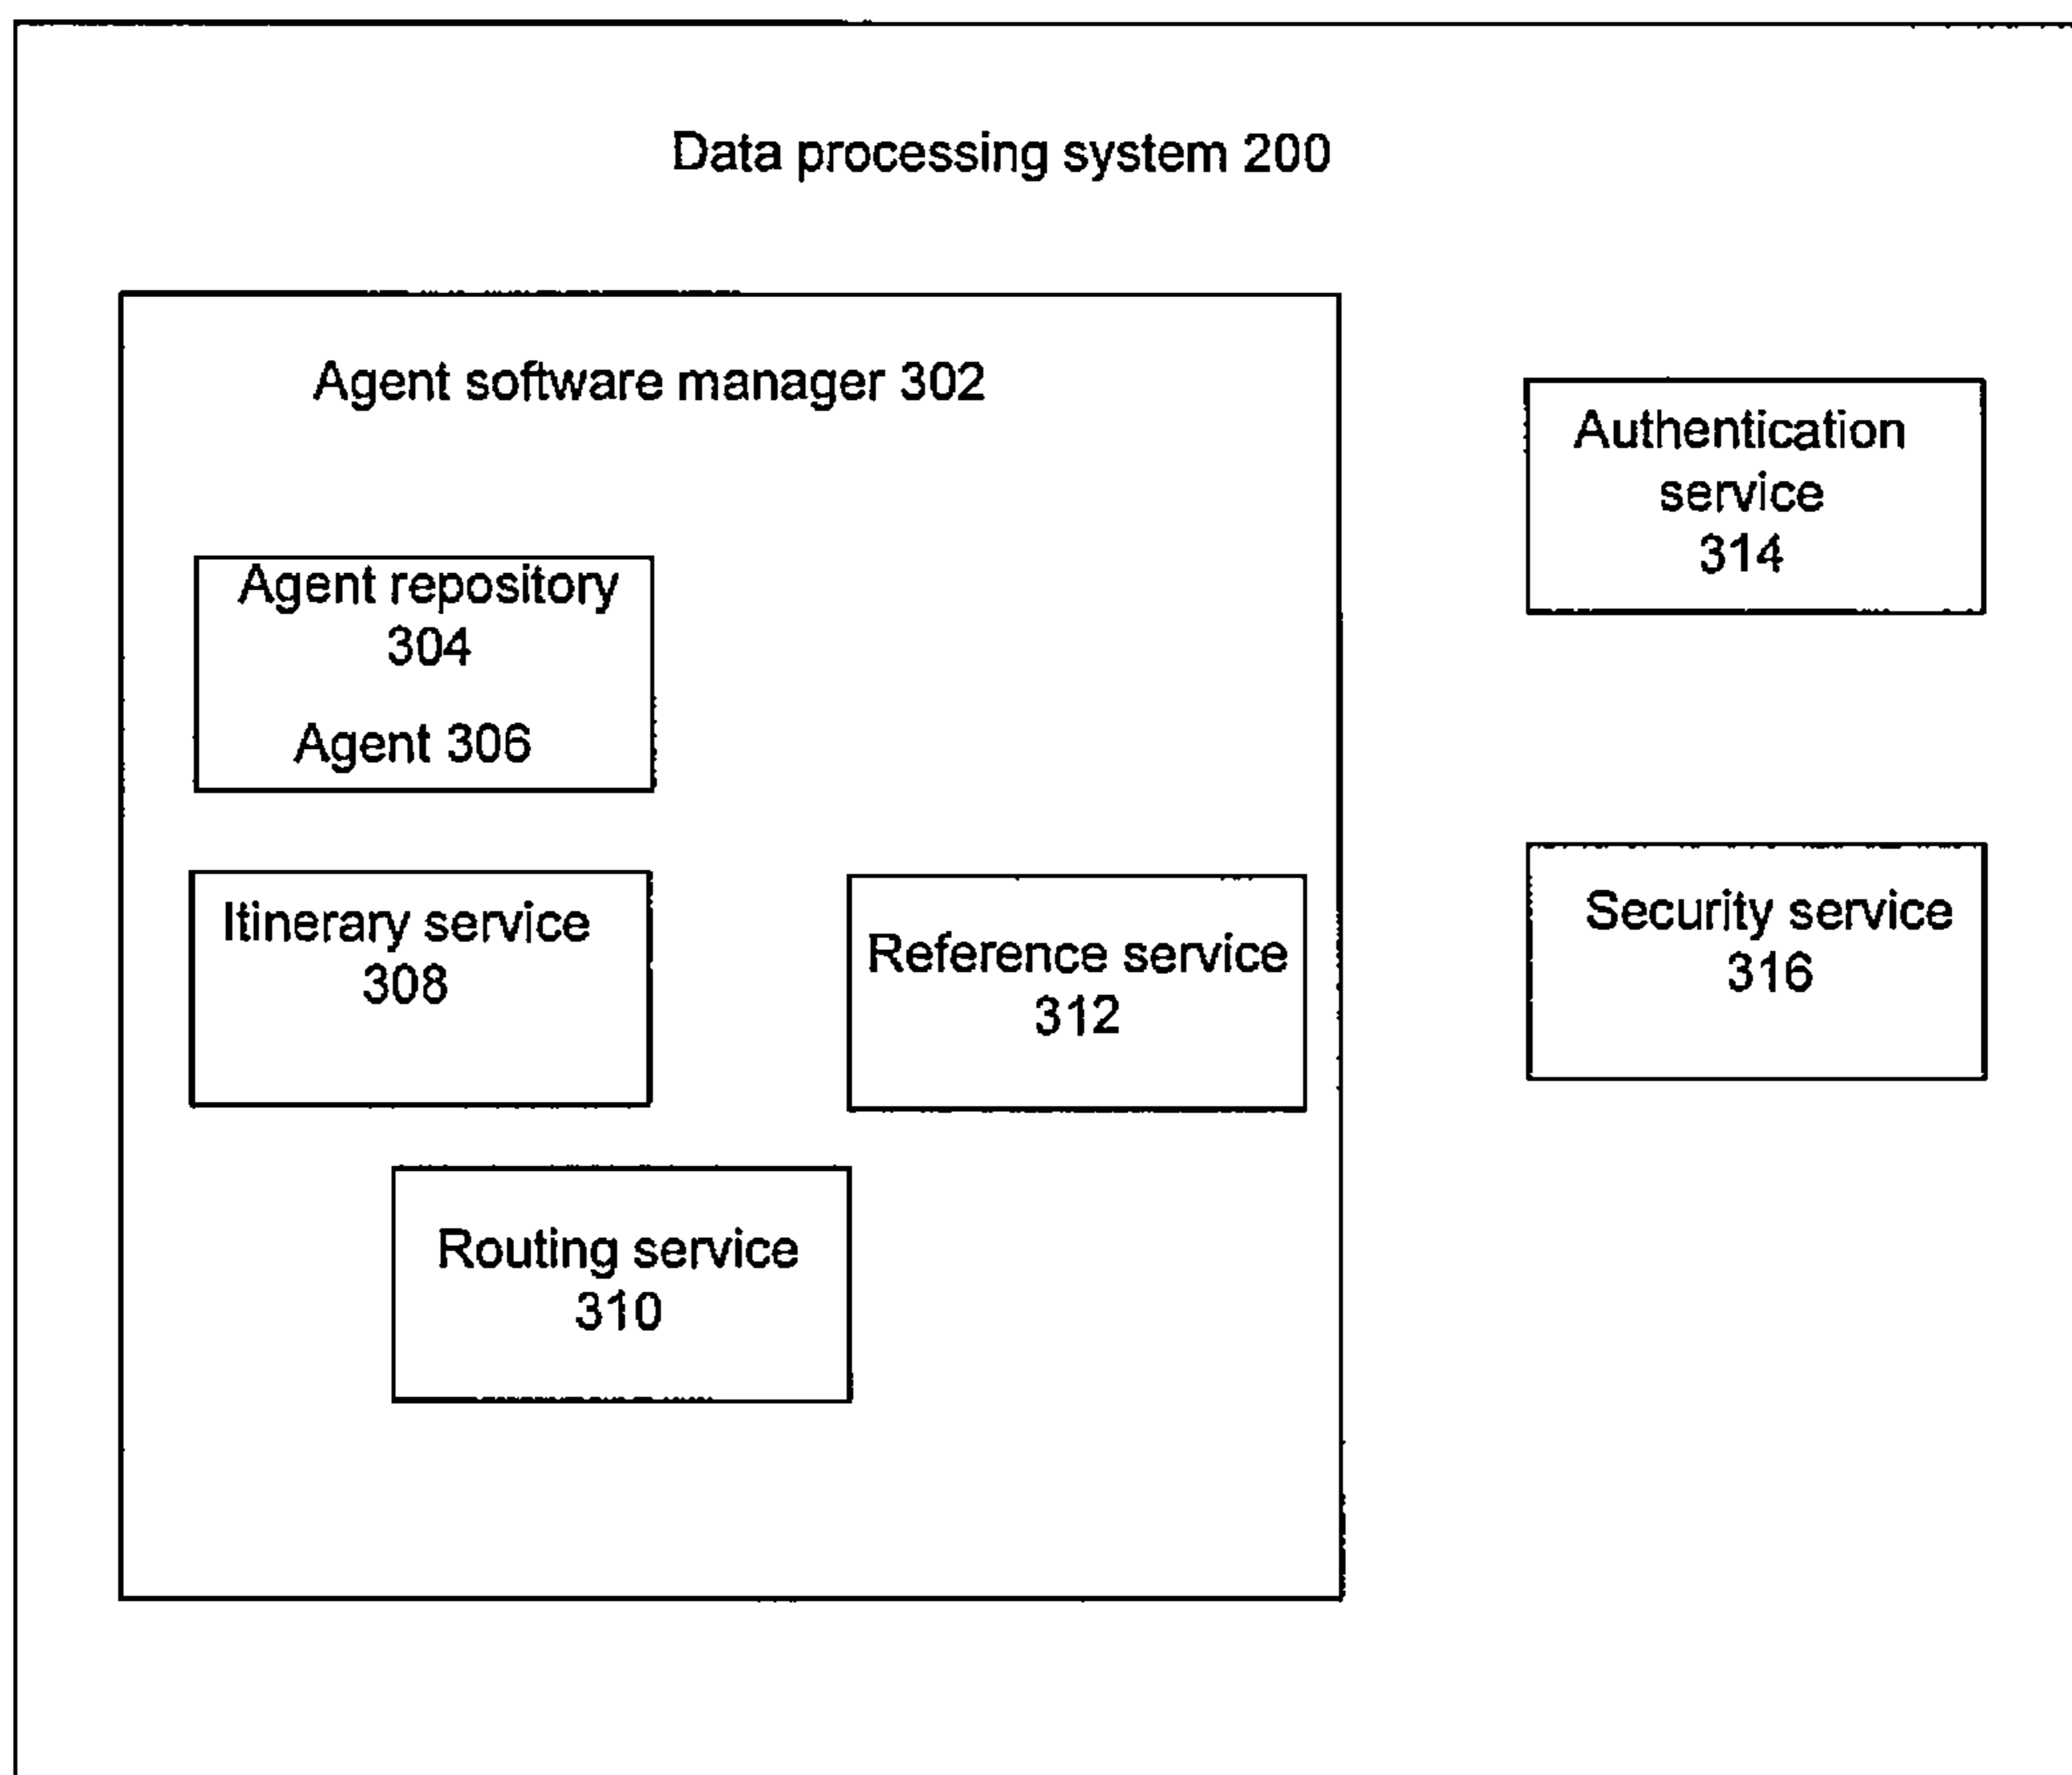 Data processing system 200
Agent software manager 302
Agent repository
304
Agent 306
Itinerary service
308
Reference service
312
Routing service
310
Authentication
service
314
Security service
316